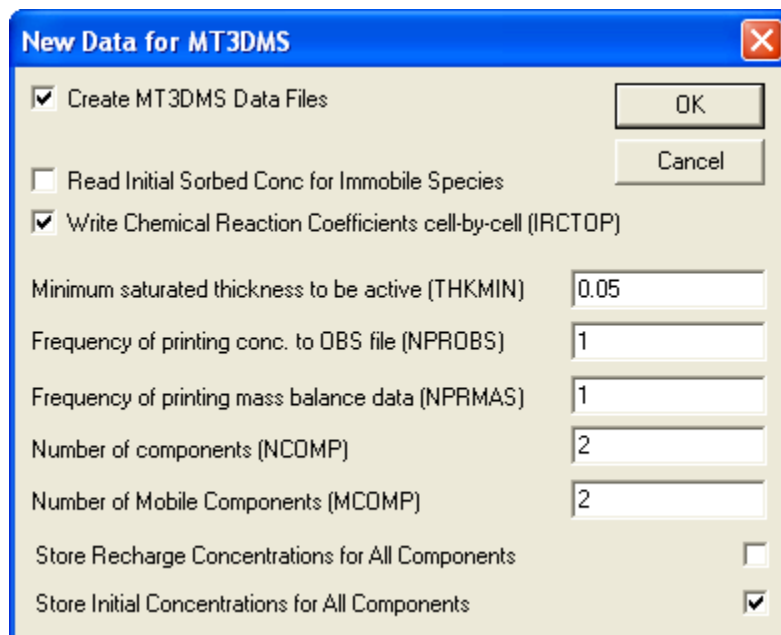 New Data for MT3DMS
Create MT3DMS Data Files
OK
Cancel
Read Initial Sorbed Conc for Immobile Species
Write Chemical Reaction Coefficients cell-by-cell (IRCTOP)
Minimum saturated thickness to be active (THKMIN) 0.05
Frequency of printing conc. to OBS file (NPROBS) 1
Frequency of printing mass balance data (NPRMAS) 1
Number of components (NCOMP) 2
Number of Mobile Components (MCOMP) 2
Store Recharge Concentrations for All Components
Store Initial Concentrations for All Components